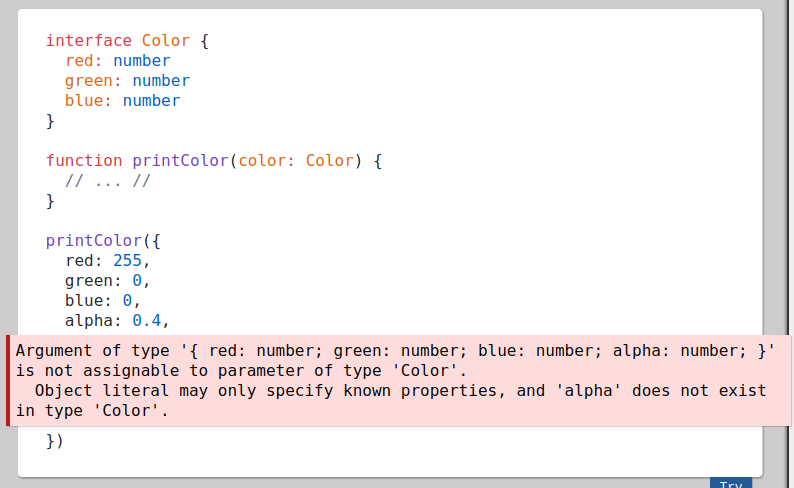 interface Color {
  red: number
  green: number
  blue: number
}
function printColor(color: Color) {
  // ... //
}
printColor({
  red: 255,
  green: 0,
  blue: 0,
  alpha: 0.4,
Argument of type '{ red: number; green: number; blue: number; alpha: number; }'
is not assignable to parameter of type 'Color'.
  Object literal may only specify known properties, and 'alpha' does not exist
in type 'Color'.
})
Try